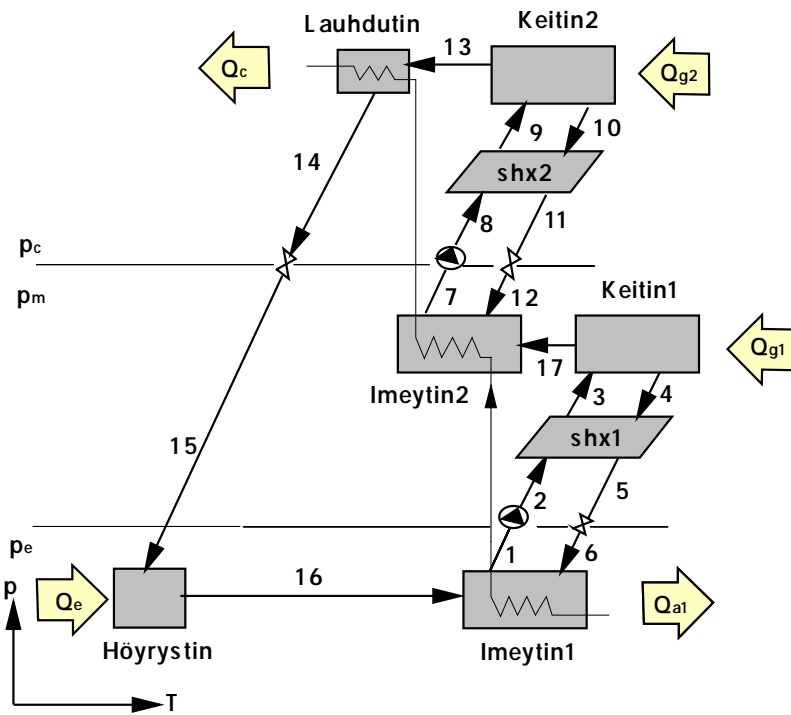 Lauhdutin
Keitin2
Qc
13
Qg2
9
10
14
shx2
8
11
pc
pm
7
12
Keitin1
Qg1
17
Imeytin2
3
4
15
shx1
2
5
pe
1
6
p
16
Qe
Qa1
Höyrystin
Imeytin1
T